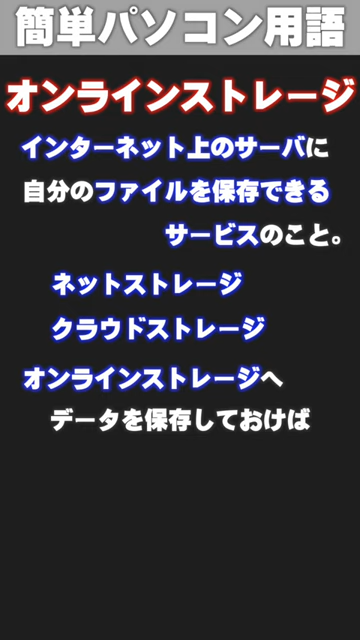 簡単パソコン用語
オンラインストレージ
インターネット上のサーバに
自分のファイルを保存できる
サービスのこと。
ネットストレージ
クラウドストレージ
オンラインストレージへ
データを保存しておけば